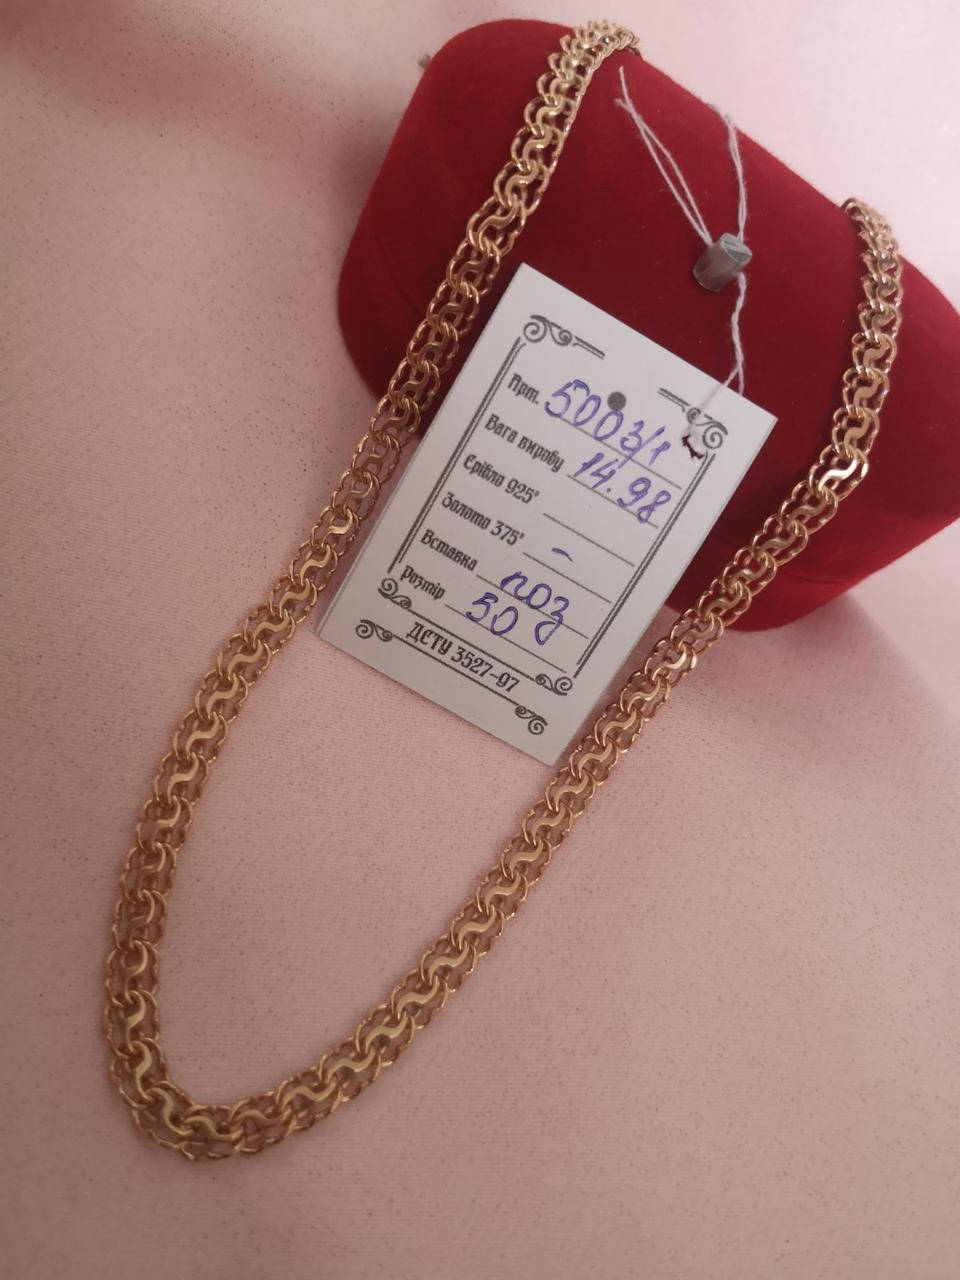 Арт. 5003/1
Вага виробу 14.98
Срібло 925°
Золото 375° –
Вставка поз
Розмір 50
ДСТУ 3527-97